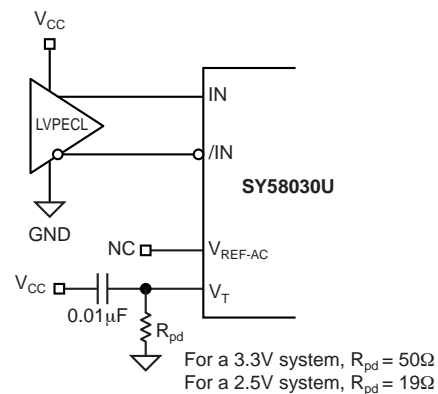 VCC
LVPECL
IN
/IN
SY58030U
GND
NC
VREF-AC
VCC
VT
0.01µF
Rpd
For a 3.3V system, Rpd = 50Ω
For a 2.5V system, Rpd = 19Ω